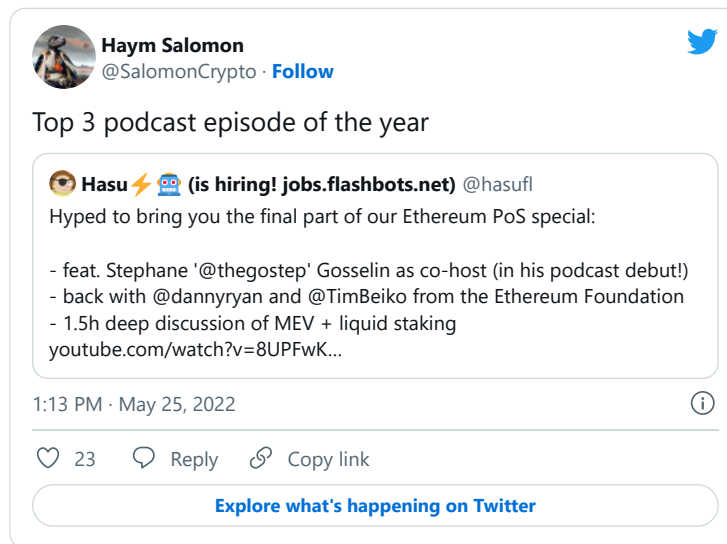 Haym Salomon
@SalomonCrypto · Follow
Top 3 podcast episode of the year
Hasu⚡🤖 (is hiring! jobs.flashbots.net) @hasufl
Hyped to bring you the final part of our Ethereum PoS special:
- feat. Stephane '@thegostep' Gosselin as co-host (in his podcast debut!)
- back with @dannyryan and @TimBeiko from the Ethereum Foundation
- 1.5h deep discussion of MEV + liquid staking
youtube.com/watch?v=8UPFwK…
1:13 PM · May 25, 2022
23 Reply Copy link
Explore what's happening on Twitter